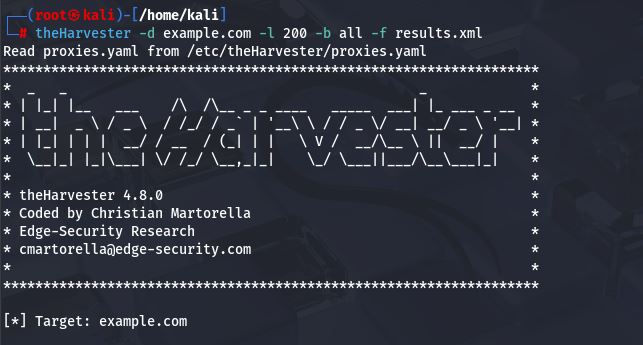 ┌──(root㉿kali)-[/home/kali]
└─# theHarvester -d example.com -l 200 -b all -f results.xml
Read proxies.yaml from /etc/theHarvester/proxies.yaml
*******************************************************************
*  _   _                                            _             *
* | |_| |__   ___    /\  /\__ _ _ ____   _____  ___| |_ ___ _ __  *
* | __|  _ \ / _ \  / /_/ / _` | '__\ \ / / _ \/ __| __/ _ \ '__| *
* | |_| | | |  __/ / __  / (_| | |   \ V /  __/\__ \ ||  __/ |    *
*  \__|_| |_|\___| \/ /_/ \__,_|_|    \_/ \___||___/\__\___|_|    *
*                                                                 *
* theHarvester 4.8.0                                              *
* Coded by Christian Martorella                                   *
* Edge-Security Research                                          *
* cmartorella@edge-security.com                                   *
*                                                                 *
*******************************************************************
[*] Target: example.com